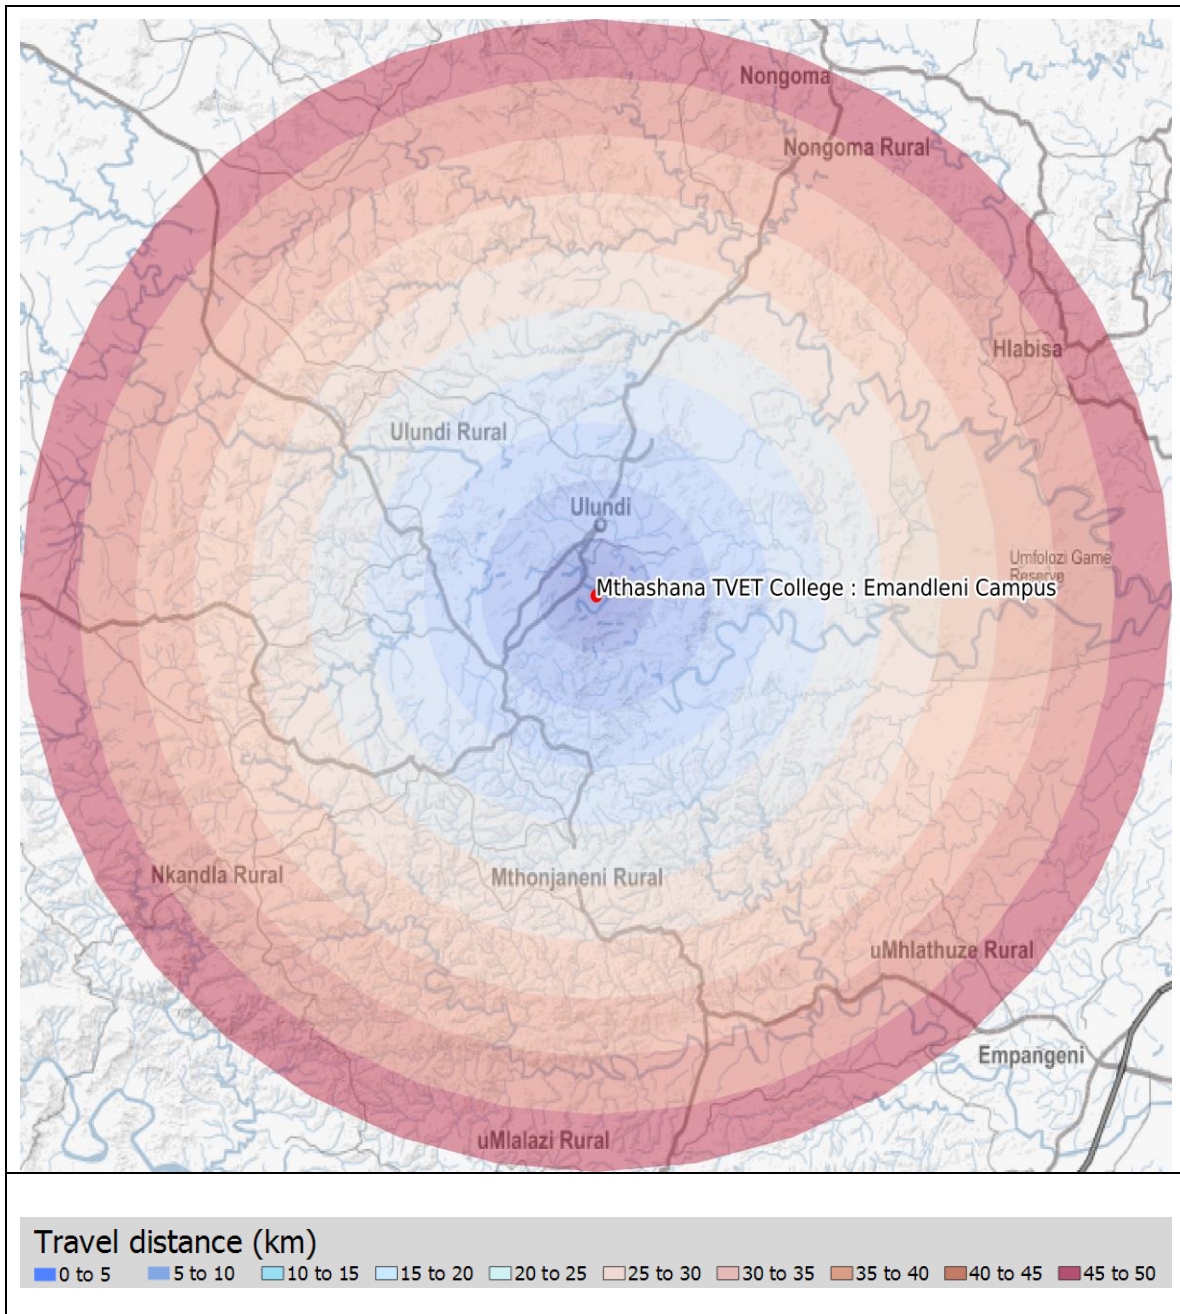 Nongoma
Nongoma Rural
Hlabisa
Ulundi Rural
Ulundi
Umfolozi Game
Reserve
Mthashana TVET College : Emandleni Campus
Nkandla Rural
Mthonjaneni Rural
uMhlathuze Rural
Empangeni
uMlalazi Rural
Travel distance (km)
0 to 5 5 to 10 10 to 15 15 to 20 20 to 25 25 to 30 30 to 35 35 to 40 40 to 45 45 to 50